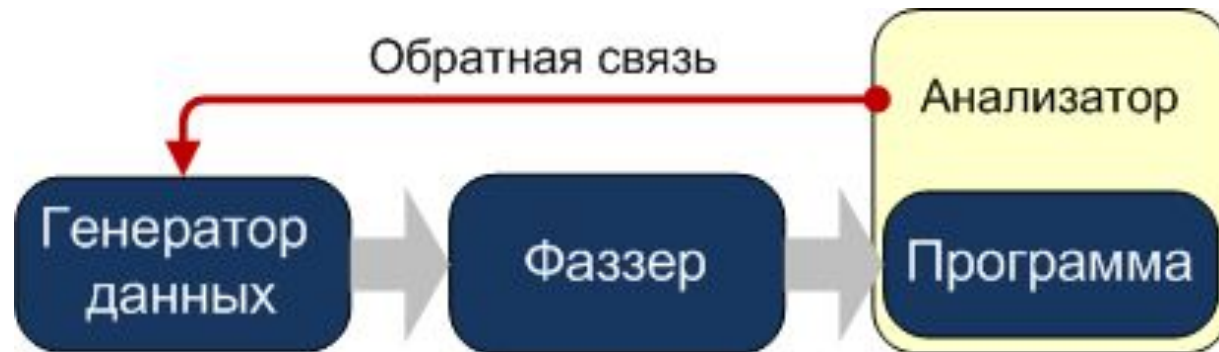 Обратная связь
Анализатор
Генератор
данных
Фаззер
Программа